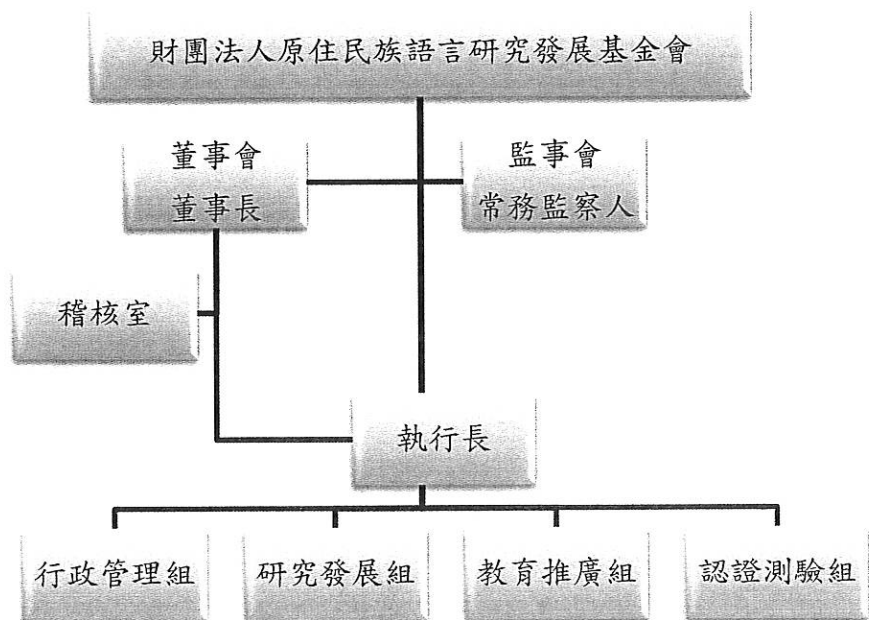 財團法人原住民族語言研究發展基金會
董事會
董事長
監事會
常務監察人
稽核室
執行長
行政管理組
研究發展組
教育推廣組
認證測驗組